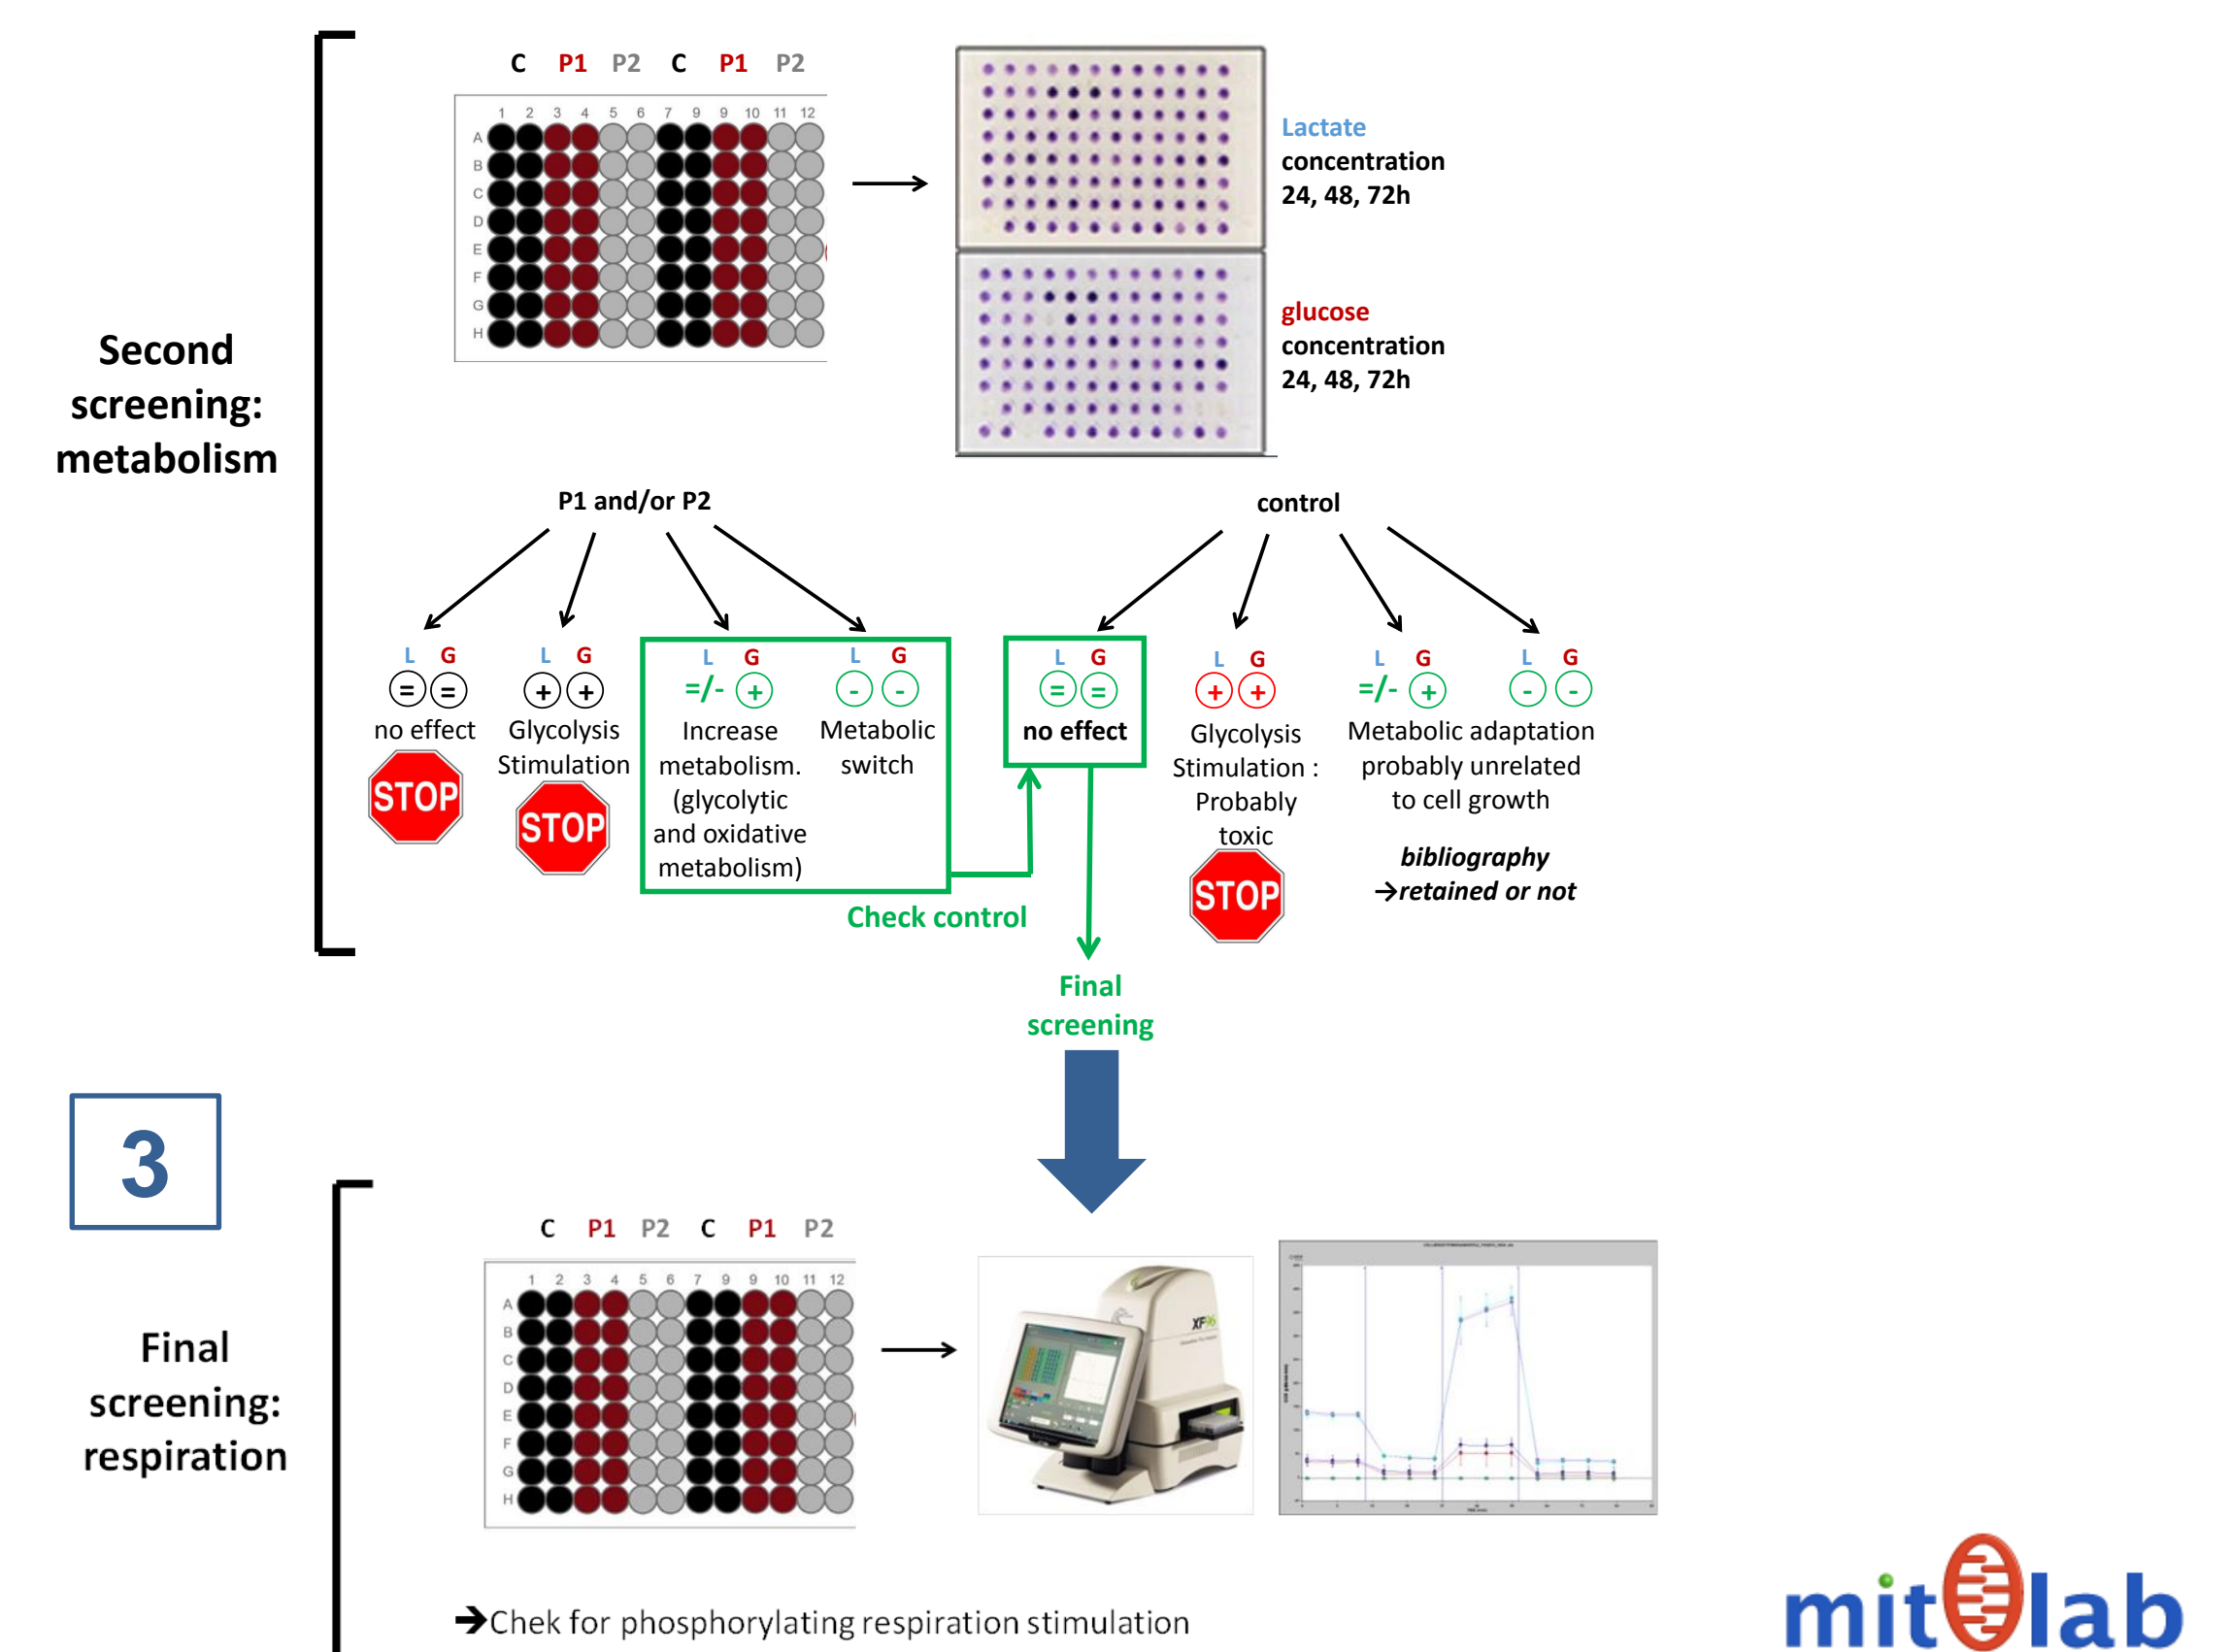 C P1 P2 C P1 P2
1 2 3 4 5 6 7 9 9 10 11 12
A
B
C
D
E
F
G
H
Lactate
concentration
24, 48, 72h
glucose
concentration
24, 48, 72h
Second
screening:
metabolism
P1 and/or P2
control
L G
= =
no effect
STOP
L G
+ +
Glycolysis
Stimulation
STOP
L G
=/- +
Increase
metabolism.
(glycolytic
and oxidative
metabolism)
L G
- -
Metabolic
switch
Check control
L G
= =
no effect
L G
+ +
Glycolysis
Stimulation :
Probably
toxic
STOP
L G
=/- +
L G
- -
Metabolic adaptation
probably unrelated
to cell growth
bibliography
→retained or not
Final
screening
3
Final
screening:
respiration
C P1 P2 C P1 P2
1 2 3 4 5 6 7 9 9 10 11 12
A
B
C
D
E
F
G
H
XF96
➔Chek for phosphorylating respiration stimulation
mitolab